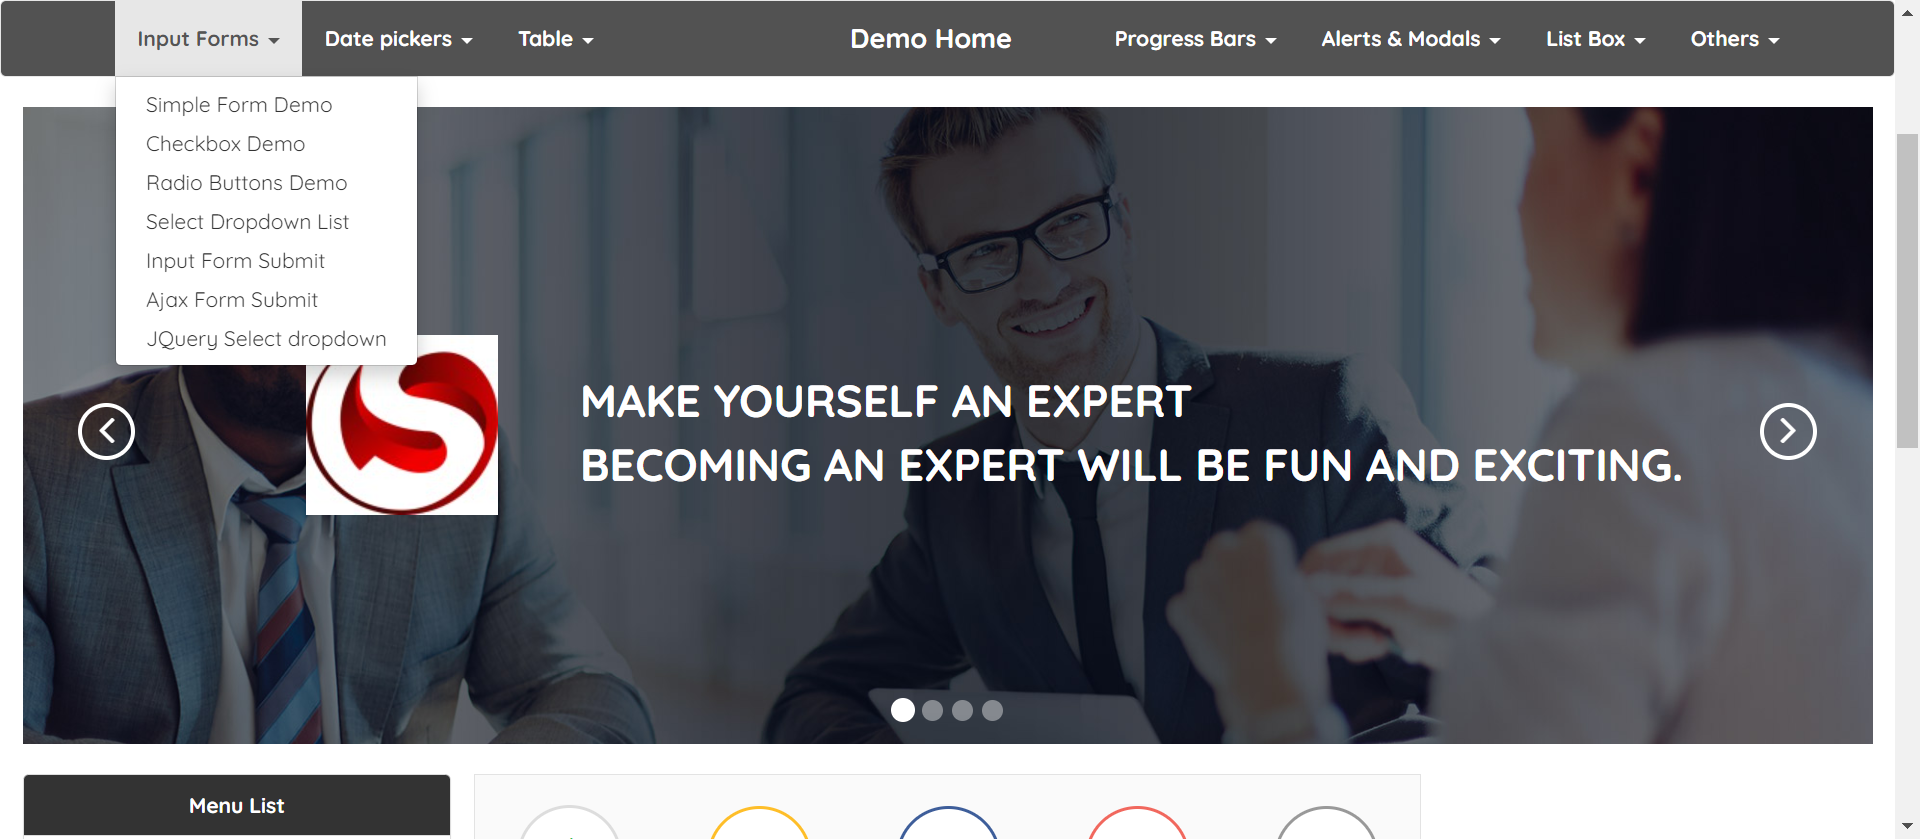 Input Forms
Date pickers
Table
Demo Home
Progress Bars
Alerts & Modals
List Box
Others
Simple Form Demo
Checkbox Demo
Radio Buttons Demo
Select Dropdown List
Input Form Submit
Ajax Form Submit
JQuery Select dropdown
MAKE YOURSELF AN EXPERT
BECOMING AN EXPERT WILL BE FUN AND EXCITING.
Menu List